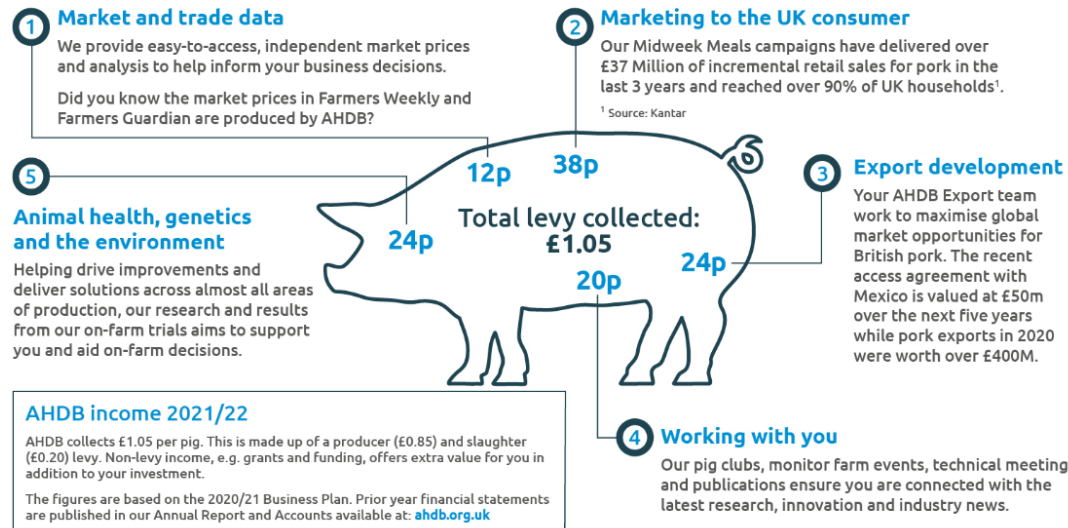 1 Market and trade data
We provide easy-to-access, independent market prices
and analysis to help inform your business decisions.
Did you know the market prices in Farmers Weekly and
Farmers Guardian are produced by AHDB?
2 Marketing to the UK consumer
Our Midweek Meals campaigns have delivered over
£37 Million of incremental retail sales for pork in the
last 3 years and reached over 90% of UK households¹.
¹ Source: Kantar
12p
38p
24p
Total levy collected:
£1.05
20p
24p
3 Export development
Your AHDB Export team
work to maximise global
market opportunities for
British pork. The recent
access agreement with
Mexico is valued at £50m
over the next five years
while pork exports in 2020
were worth over £400M.
5
Animal health, genetics
and the environment
Helping drive improvements and
deliver solutions across almost all areas
of production, our research and results
from our on-farm trials aims to support
you and aid on-farm decisions.
AHDB income 2021/22
AHDB collects £1.05 per pig. This is made up of a producer (£0.85) and slaughter
(£0.20) levy. Non-levy income, e.g. grants and funding, offers extra value for you in
addition to your investment.
The figures are based on the 2020/21 Business Plan. Prior year financial statements
are published in our Annual Report and Accounts available at: ahdb.org.uk
4 Working with you
Our pig clubs, monitor farm events, technical meeting
and publications ensure you are connected with the
latest research, innovation and industry news.